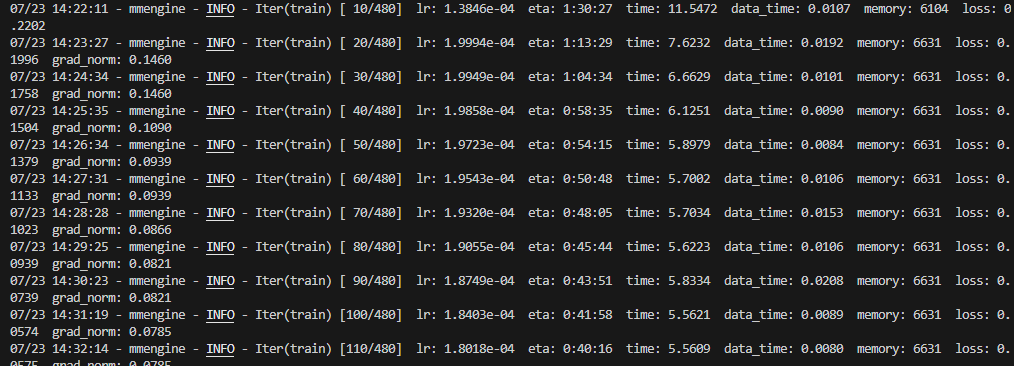 07/23 14:22:11 - mmengine - INFO - Iter(train) [ 10/480]  lr: 1.3846e-04  eta: 1:30:27  time: 11.5472  data_time: 0.0107  memory: 6104  loss: 0
.2202
07/23 14:23:27 - mmengine - INFO - Iter(train) [ 20/480]  lr: 1.9994e-04  eta: 1:13:29  time: 7.6232  data_time: 0.0192  memory: 6631  loss: 0.
1996  grad_norm: 0.1460
07/23 14:24:34 - mmengine - INFO - Iter(train) [ 30/480]  lr: 1.9949e-04  eta: 1:04:34  time: 6.6629  data_time: 0.0101  memory: 6631  loss: 0.
1758  grad_norm: 0.1460
07/23 14:25:35 - mmengine - INFO - Iter(train) [ 40/480]  lr: 1.9858e-04  eta: 0:58:35  time: 6.1251  data_time: 0.0090  memory: 6631  loss: 0.
1504  grad_norm: 0.1090
07/23 14:26:34 - mmengine - INFO - Iter(train) [ 50/480]  lr: 1.9723e-04  eta: 0:54:15  time: 5.8979  data_time: 0.0084  memory: 6631  loss: 0.
1379  grad_norm: 0.0939
07/23 14:27:31 - mmengine - INFO - Iter(train) [ 60/480]  lr: 1.9543e-04  eta: 0:50:48  time: 5.7002  data_time: 0.0106  memory: 6631  loss: 0.
1133  grad_norm: 0.0939
07/23 14:28:28 - mmengine - INFO - Iter(train) [ 70/480]  lr: 1.9320e-04  eta: 0:48:05  time: 5.7034  data_time: 0.0153  memory: 6631  loss: 0.
1023  grad_norm: 0.0866
07/23 14:29:25 - mmengine - INFO - Iter(train) [ 80/480]  lr: 1.9055e-04  eta: 0:45:44  time: 5.6223  data_time: 0.0106  memory: 6631  loss: 0.
0939  grad_norm: 0.0821
07/23 14:30:23 - mmengine - INFO - Iter(train) [ 90/480]  lr: 1.8749e-04  eta: 0:43:51  time: 5.8334  data_time: 0.0208  memory: 6631  loss: 0.
0739  grad_norm: 0.0821
07/23 14:31:19 - mmengine - INFO - Iter(train) [100/480]  lr: 1.8403e-04  eta: 0:41:58  time: 5.5621  data_time: 0.0089  memory: 6631  loss: 0.
0574  grad_norm: 0.0785
07/23 14:32:14 - mmengine - INFO - Iter(train) [110/480]  lr: 1.8018e-04  eta: 0:40:16  time: 5.5609  data_time: 0.0080  memory: 6631  loss: 0.
0575  grad_norm: 0.0785